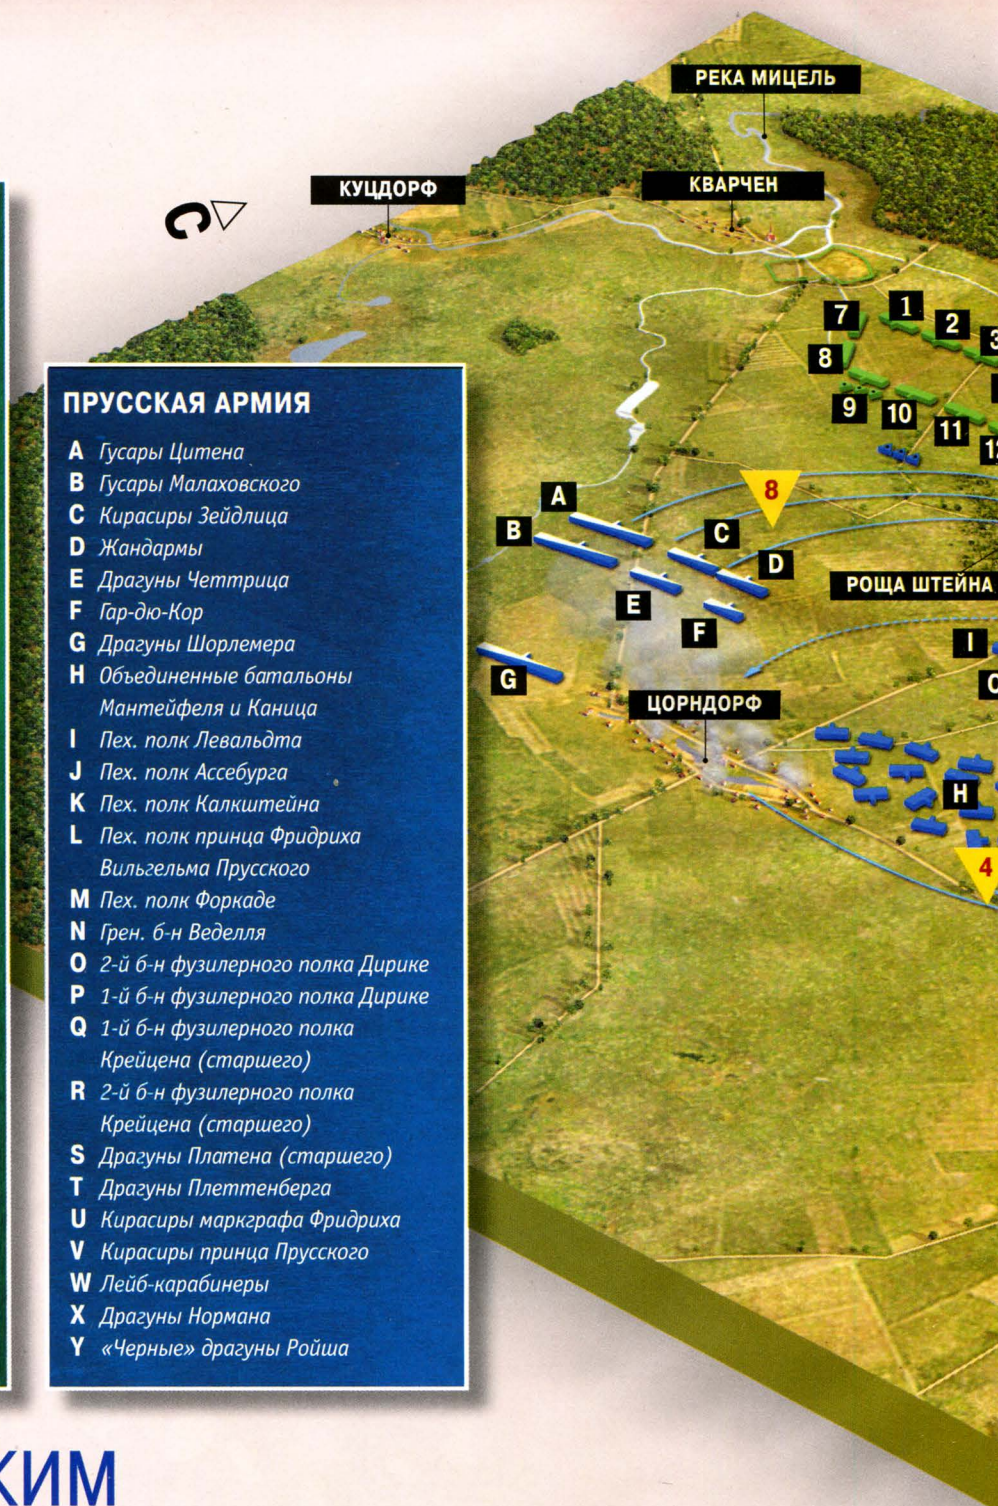 РЕКА МИЦЕЛЬ
КУЦДОРФ
КВАРЧЕН
С
7
1
2
3
8
9
10
11
12
ПРУССКАЯ АРМИЯ
A Гусары Цитена
B Гусары Малаховского
C Кирасиры Зейдлица
D Жандармы
E Драгуны Четтрица
F Гар-дю-Кор
G Драгуны Шорлемера
H Объединенные батальоны
Мантейфеля и Каница
I Пех. полк Левальдта
J Пех. полк Ассебурга
K Пех. полк Калкштейна
L Пех. полк принца Фридриха
Вильгельма Прусского
M Пех. полк Форкаде
N Грен. б-н Веделля
O 2-й б-н фузилерного полка Дирике
P 1-й б-н фузилерного полка Дирике
Q 1-й б-н фузилерного полка
Крейцена (старшего)
R 2-й б-н фузилерного полка
Крейцена (старшего)
S Драгуны Платена (старшего)
T Драгуны Плеттенберга
U Кирасиры маркграфа Фридриха
V Кирасиры принца Прусского
W Лейб-карабинеры
X Драгуны Нормана
Y «Черные» драгуны Ройша
8
A
B
C
D
E
F
G
РОЩА ШТЕЙНА
I
ЦОРНДОРФ
H
4
КИМ